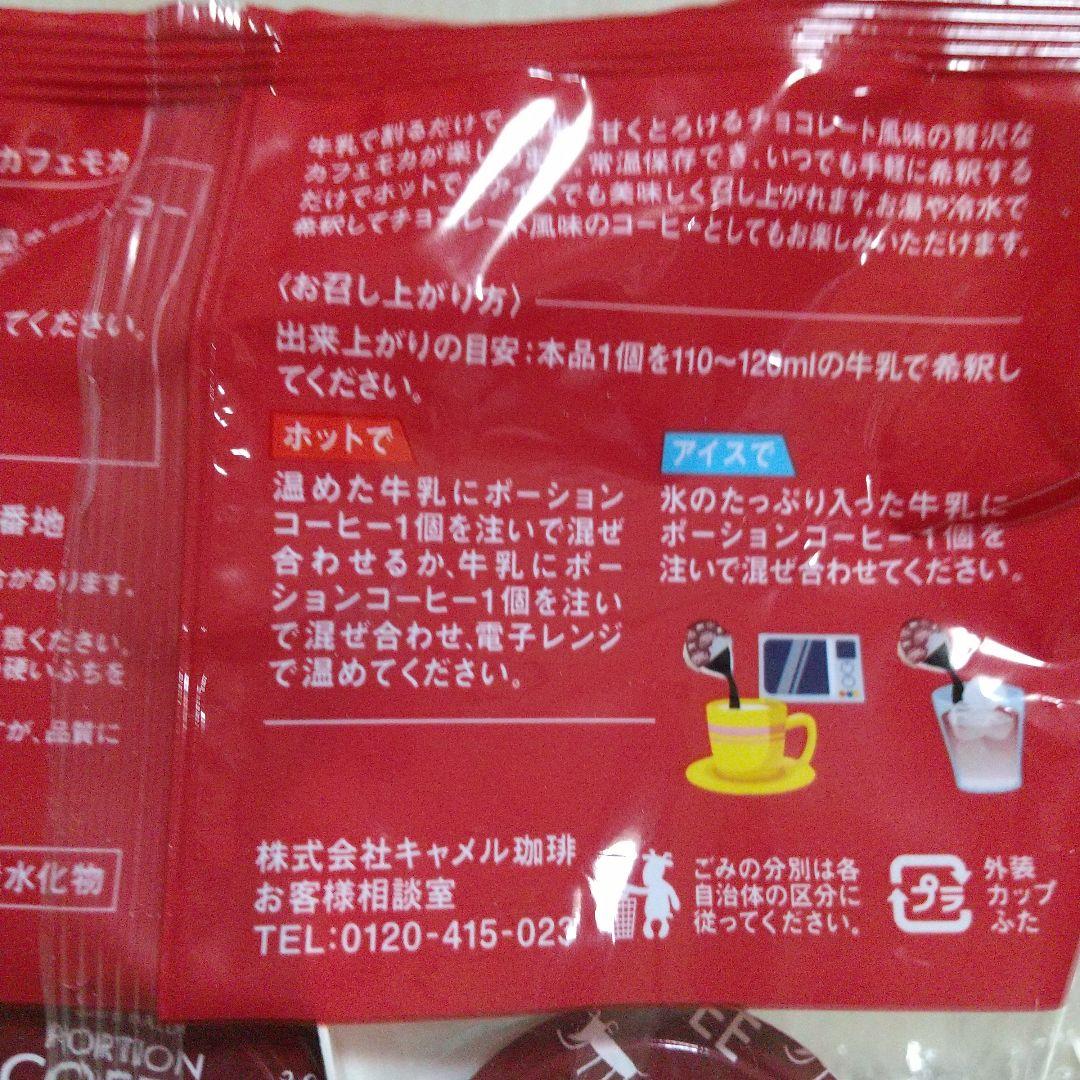 カフェモカ
コー
てください。
番地
合があります。
意ください。
硬いふちを
すが、品質に
水化物
牛乳で割るだけで 甘くとろけるチョコレート風味の贅沢な
カフェモカが楽し 常温保存でき、いつでも手軽に希釈する
だけでホットで アイスでも美味しく召し上がれます。お湯や冷水で
希釈してチョコレート風味のコーヒーとしてもお楽しみいただけます。
〈お召し上がり方〉
出来上がりの目安:本品1個を110〜120mlの牛乳で希釈し
てください。
ホットで
温めた牛乳にポーション
コーヒー1個を注いで混ぜ
合わせるか、牛乳にポー
ションコーヒー1個を注い
で混ぜ合わせ、電子レンジ
で温めてください。
アイスで
氷のたっぷり入った牛乳に
ポーションコーヒー1個を
注いで混ぜ合わせてください。
株式会社キャメル珈琲
お客様相談室
TEL:0120-415-023
ごみの分別は各
自治体の区分に
従ってください。
プラ
外装
カップ
ふた
PORTION